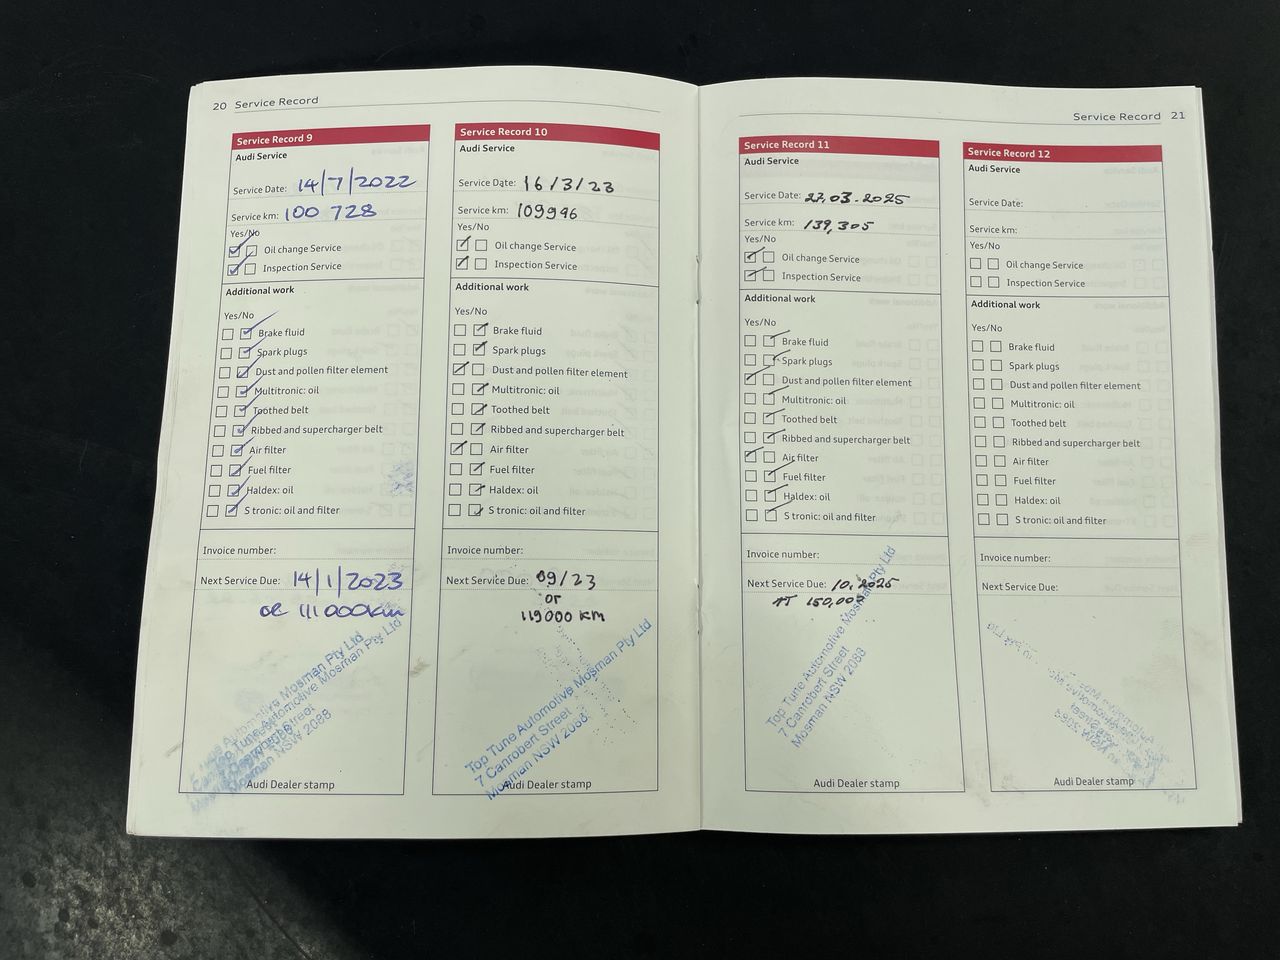 20 Service Record
Service Record 9
Audi Service
Service Date: 14/7/2022
Service km: 100 728
Yes/No
Oil change Service
Inspection Service
Additional work
Yes/No
Brake fluid
Spark plugs
Dust and pollen filter element
Multitronic: oil
Toothed belt
Ribbed and supercharger belt
Air filter
Fuel filter
Haldex: oil
S tronic: oil and filter
Invoice number:
Next Service Due: 14/1/2023
or 111000km
Automotive Mosman Pty Ltd
Top Tune Automotive Mosman Pty Ltd
Mosman NSW 2088
Audi Dealer stamp
Service Record 10
Audi Service
Service Date: 16/3/23
Service km: 109996
Yes/No
Oil change Service
Inspection Service
Additional work
Yes/No
Brake fluid
Spark plugs
Dust and pollen filter element
Multitronic: oil
Toothed belt
Ribbed and supercharger belt
Air filter
Fuel filter
Haldex: oil
S tronic: oil and filter
Invoice number:
Next Service Due: 09/23
or
119000 KM
Top Tune Automotive Mosman Pty Ltd
7 Canrobert Street
Mosman NSW 2088
Audi Dealer stamp
Service Record 21
Service Record 11
Audi Service
Service Date: 27.03.2025
Service km: 139,305
Yes/No
Oil change Service
Inspection Service
Additional work
Yes/No
Brake fluid
Spark plugs
Dust and pollen filter element
Multitronic: oil
Toothed belt
Ribbed and supercharger belt
Air filter
Fuel filter
Haldex: oil
S tronic: oil and filter
Invoice number:
Next Service Due: 10.2025
AT 150,00
Top Tune Automotive Mosman Pty Ltd
7 Canrobert Street
Mosman NSW 2088
Audi Dealer stamp
Service Record 12
Audi Service
Service Date:
Service km:
Yes/No
Oil change Service
Inspection Service
Additional work
Yes/No
Brake fluid
Spark plugs
Dust and pollen filter element
Multitronic: oil
Toothed belt
Ribbed and supercharger belt
Air filter
Fuel filter
Haldex: oil
S tronic: oil and filter
Invoice number:
Next Service Due:
Audi Dealer stamp